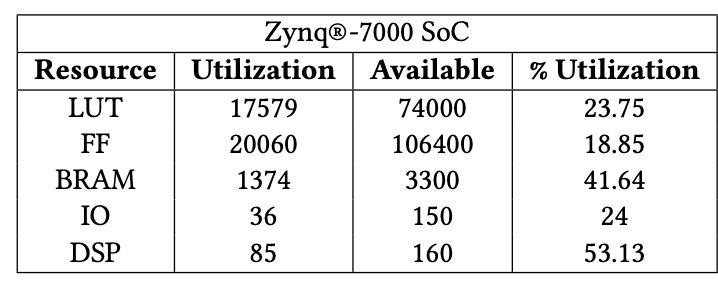 Zynq®-7000 SoC
Resource Utilization Available % Utilization
LUT 17579 74000 23.75
FF 20060 106400 18.85
BRAM 1374 3300 41.64
IO 36 150 24
DSP 85 160 53.13